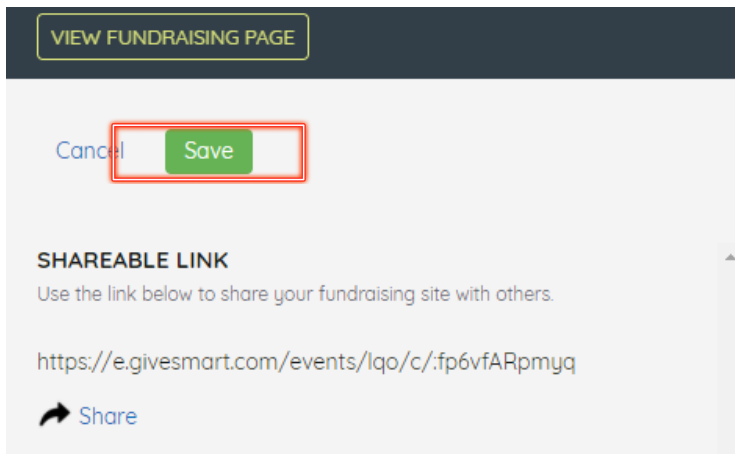 VIEW FUNDRAISING PAGE
Cancel Save
SHAREABLE LINK
Use the link below to share your fundraising site with others.
https://e.givesmart.com/events/lqo/c/:fp6vfARpmyq
Share